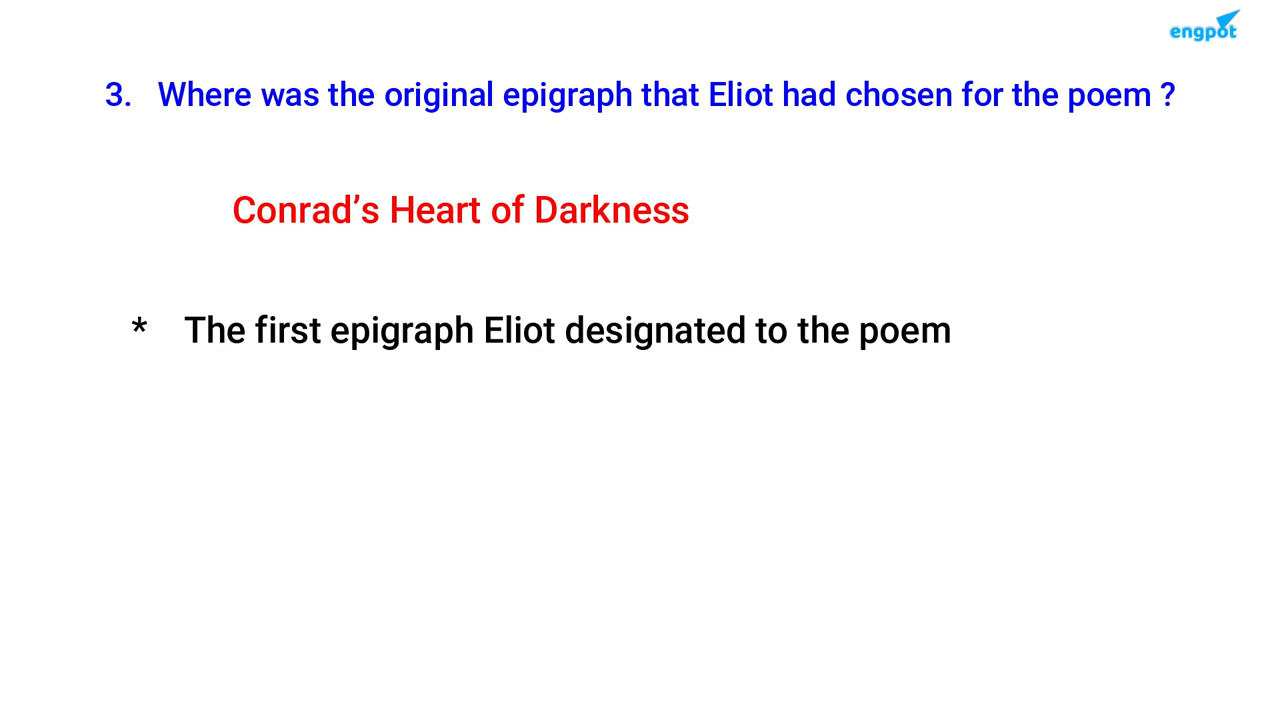 engpot
3. Where was the original epigraph that Eliot had chosen for the poem ?
Conrad’s Heart of Darkness
* The first epigraph Eliot designated to the poem